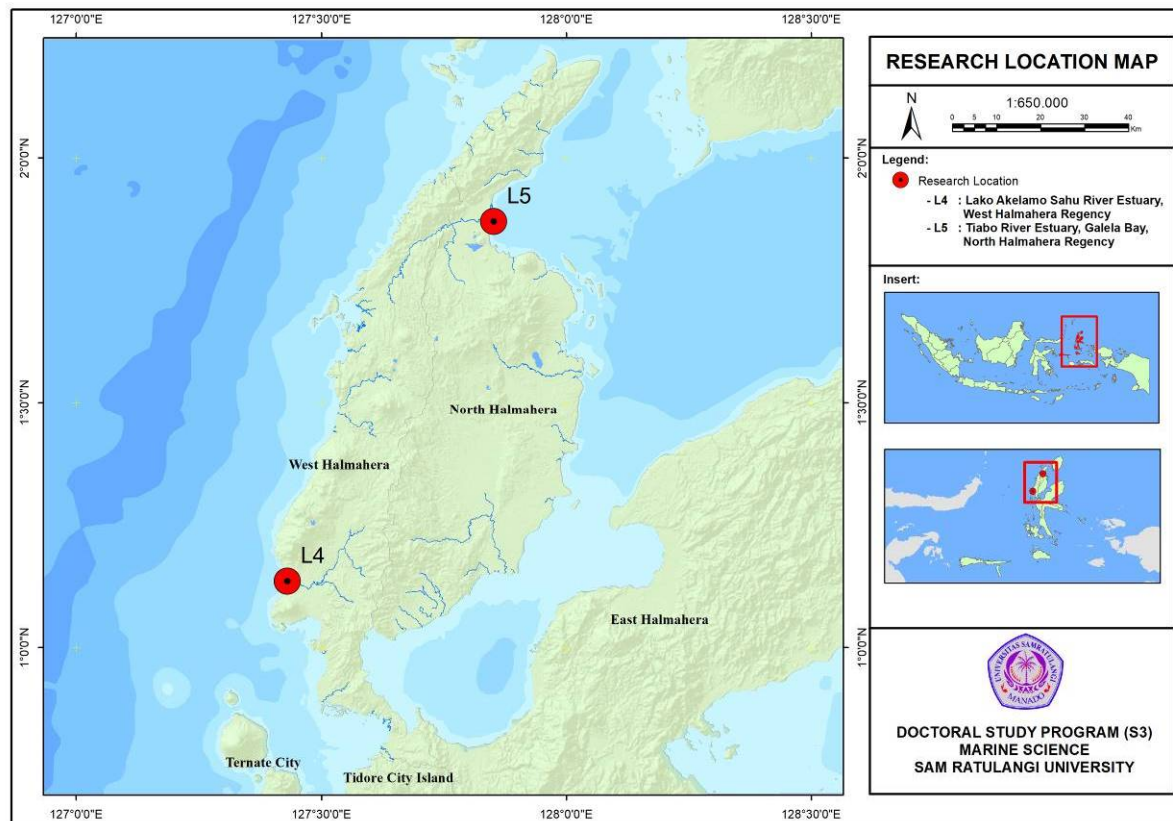 127°0'0"E 127°30'0"E 128°0'0"E 128°30'0"E
2°0'0"N
1°30'0"N
1°0'0"N
L5
North Halmahera
West Halmahera
L4
East Halmahera
Ternate City
Tidore City Island
2°0'0"N
1°30'0"N
1°0'0"N
127°0'0"E 127°30'0"E 128°0'0"E 128°30'0"E
RESEARCH LOCATION MAP
N
1:650.000
0 2 5 10 20 30 40
Km
Legend:
Research Location
- L4 : Lako Akelamo Sahu River Estuary,
West Halmahera Regency
- L5 : Tiabo River Estuary, Galela Bay,
North Halmahera Regency
Insert:
UNIVERSITAS SAM RATULANGI
MANADO
DOCTORAL STUDY PROGRAM (S3)
MARINE SCIENCE
SAM RATULANGI UNIVERSITY